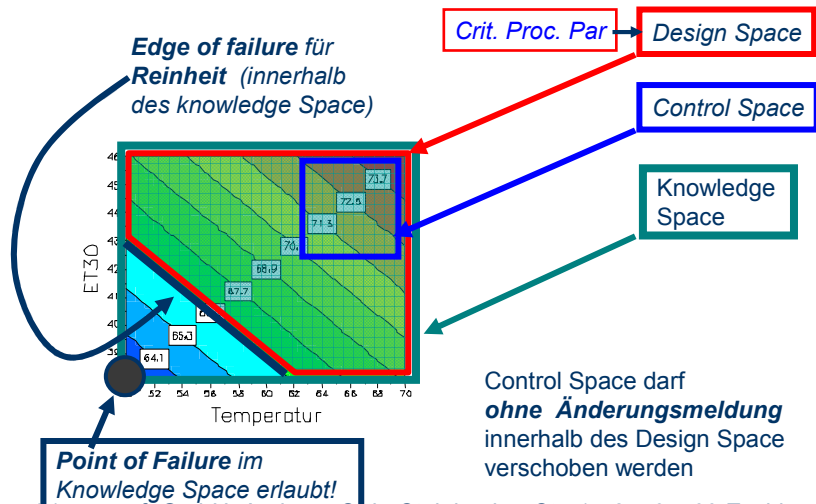 Crit. Proc. Par
Design Space
Edge of failure für
Reinheit (innerhalb
des knowledge Space)
Control Space
Knowledge
Space
46
45
44
43
42
41
40
39
ET30
73.7
72.6
71.3
70.
68.9
67.7
65.3
64.1
52 54 56 58 60 62 64 66 68 70
Temperatur
Control Space darf
ohne Änderungsmeldung
innerhalb des Design Space
verschoben werden
Point of Failure im
Knowledge Space erlaubt!